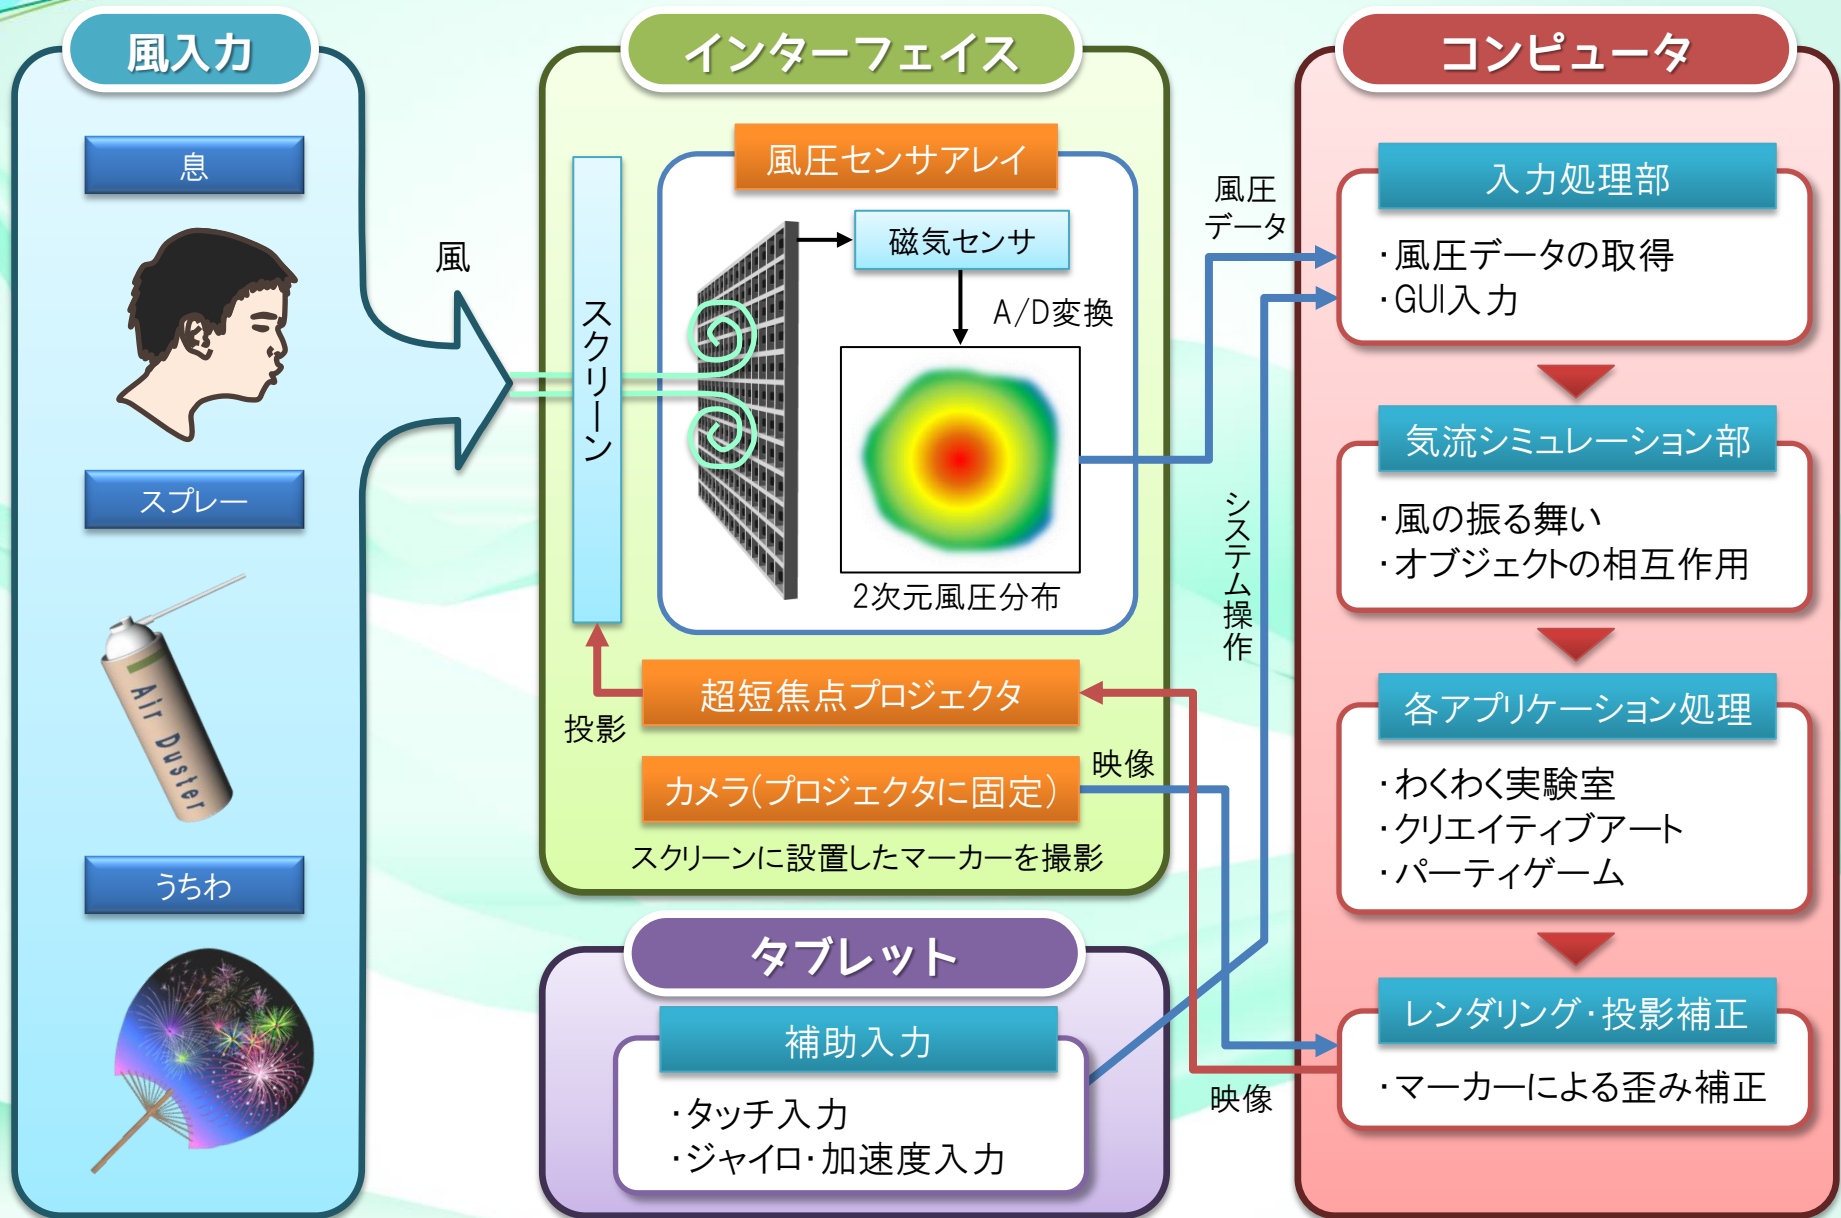 風入力
息
スプレー
Air Duster
うちわ
風
インターフェイス
スクリーン
風圧センサアレイ
磁気センサ
A/D変換
2次元風圧分布
超短焦点プロジェクタ
投影
カメラ(プロジェクタに固定)
映像
スクリーンに設置したマーカーを撮影
タブレット
補助入力
・タッチ入力
・ジャイロ・加速度入力
風圧
データ
システム操作
映像
コンピュータ
入力処理部
・風圧データの取得
・GUI入力
気流シミュレーション部
・風の振る舞い
・オブジェクトの相互作用
各アプリケーション処理
・わくわく実験室
・クリエイティブアート
・パーティゲーム
レンダリング・投影補正
・マーカーによる歪み補正